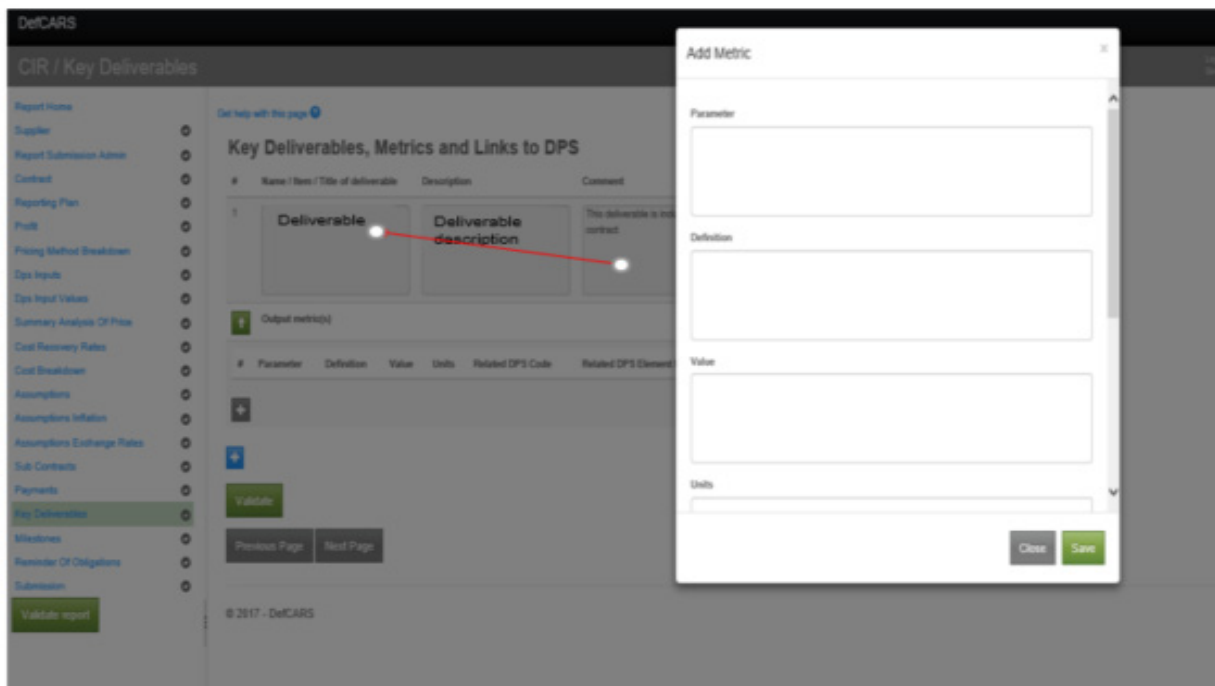 DefCARS
CIR / Key Deliverables
Report Home
Supplier
Report Submission Admin
Contract
Reporting Plan
Profit
Pricing Method Breakdown
Dps Inputs
Dps Input Values
Summary Analysis Of Price
Cost Recovery Rates
Cost Breakdown
Assumptions
Assumptions Inflation
Assumptions Exchange Rates
Sub Contracts
Payments
Key Deliverables
Milestones
Reminder Of Obligations
Submission
Validate report
Get help with this page
Key Deliverables, Metrics and Links to DPS
# Name / Item / Title of deliverable Description Comment
1 Deliverable Deliverable description This deliverable is
contract
Output metric(s)
# Parameter Definition Value Units Related DPS Code Related DPS Element
Validate
Previous Page Next Page
© 2017 - DefCARS
Add Metric
×
Parameter
Definition
Value
Units
Close Save